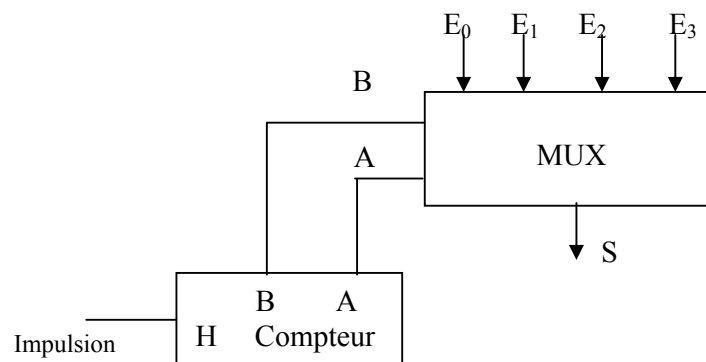 E₀ E₁ E₂ E₃
B
A
MUX
S
B A
H Compteur
Impulsion